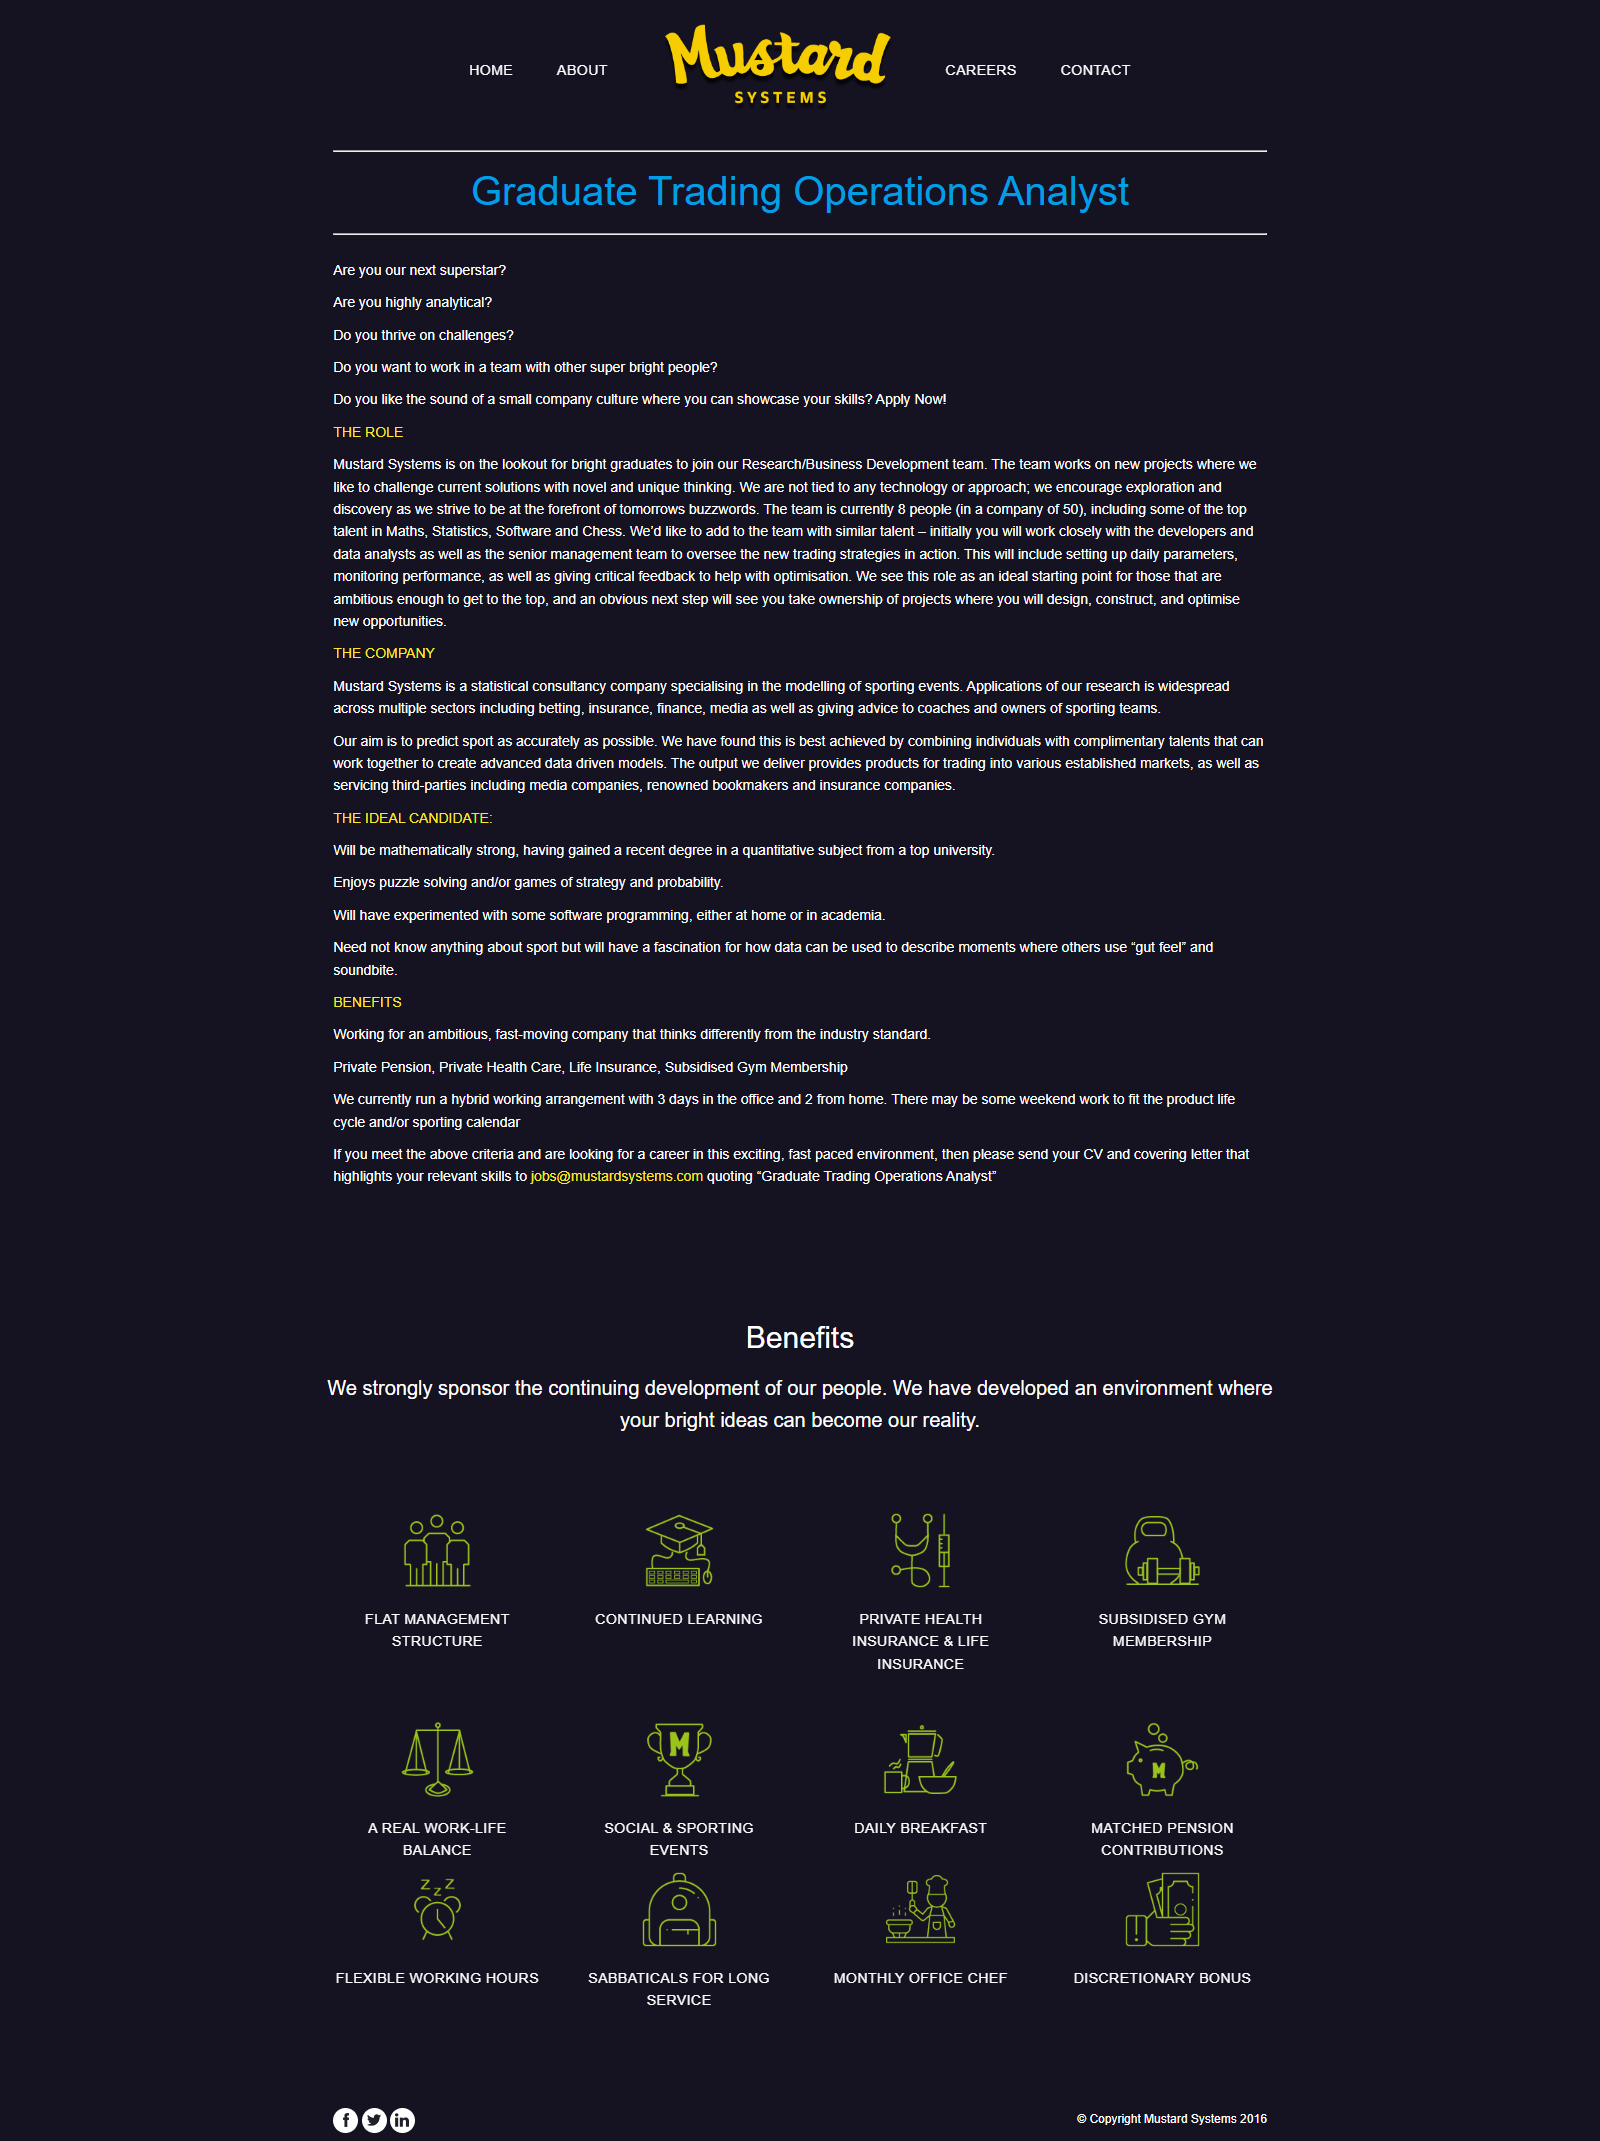 HOME
ABOUT
Mustard
SYSTEMS
CAREERS
CONTACT
Graduate Trading Operations Analyst
Are you our next superstar?
Are you highly analytical?
Do you thrive on challenges?
Do you want to work in a team with other super bright people?
Do you like the sound of a small company culture where you can showcase your skills? Apply Now!
THE ROLE
Mustard Systems is on the lookout for bright graduates to join our Research/Business Development team. The team works on new projects where we
like to challenge current solutions with novel and unique thinking. We are not tied to any technology or approach; we encourage exploration and
discovery as we strive to be at the forefront of tomorrows buzzwords. The team is currently 8 people (in a company of 50), including some of the top
talent in Maths, Statistics, Software and Chess. We’d like to add to the team with similar talent – initially you will work closely with the developers and
data analysts as well as the senior management team to oversee the new trading strategies in action. This will include setting up daily parameters,
monitoring performance, as well as giving critical feedback to help with optimisation. We see this role as an ideal starting point for those that are
ambitious enough to get to the top, and an obvious next step will see you take ownership of projects where you will design, construct, and optimise
new opportunities.
THE COMPANY
Mustard Systems is a statistical consultancy company specialising in the modelling of sporting events. Applications of our research is widespread
across multiple sectors including betting, insurance, finance, media as well as giving advice to coaches and owners of sporting teams.
Our aim is to predict sport as accurately as possible. We have found this is best achieved by combining individuals with complimentary talents that can
work together to create advanced data driven models. The output we deliver provides products for trading into various established markets, as well as
servicing third-parties including media companies, renowned bookmakers and insurance companies.
THE IDEAL CANDIDATE:
Will be mathematically strong, having gained a recent degree in a quantitative subject from a top university.
Enjoys puzzle solving and/or games of strategy and probability.
Will have experimented with some software programming, either at home or in academia.
Need not know anything about sport but will have a fascination for how data can be used to describe moments where others use “gut feel” and
soundbite.
BENEFITS
Working for an ambitious, fast-moving company that thinks differently from the industry standard.
Private Pension, Private Health Care, Life Insurance, Subsidised Gym Membership
We currently run a hybrid working arrangement with 3 days in the office and 2 from home. There may be some weekend work to fit the product life
cycle and/or sporting calendar
If you meet the above criteria and are looking for a career in this exciting, fast paced environment, then please send your CV and covering letter that
highlights your relevant skills to jobs@mustardsystems.com quoting “Graduate Trading Operations Analyst”
Benefits
We strongly sponsor the continuing development of our people. We have developed an environment where
your bright ideas can become our reality.
FLAT MANAGEMENT
STRUCTURE
CONTINUED LEARNING
PRIVATE HEALTH
INSURANCE & LIFE
INSURANCE
SUBSIDISED GYM
MEMBERSHIP
A REAL WORK-LIFE
BALANCE
M
SOCIAL & SPORTING
EVENTS
DAILY BREAKFAST
M
MATCHED PENSION
CONTRIBUTIONS
Z Z Z
FLEXIBLE WORKING HOURS
SABBATICALS FOR LONG
SERVICE
MONTHLY OFFICE CHEF
DISCRETIONARY BONUS
© Copyright Mustard Systems 2016